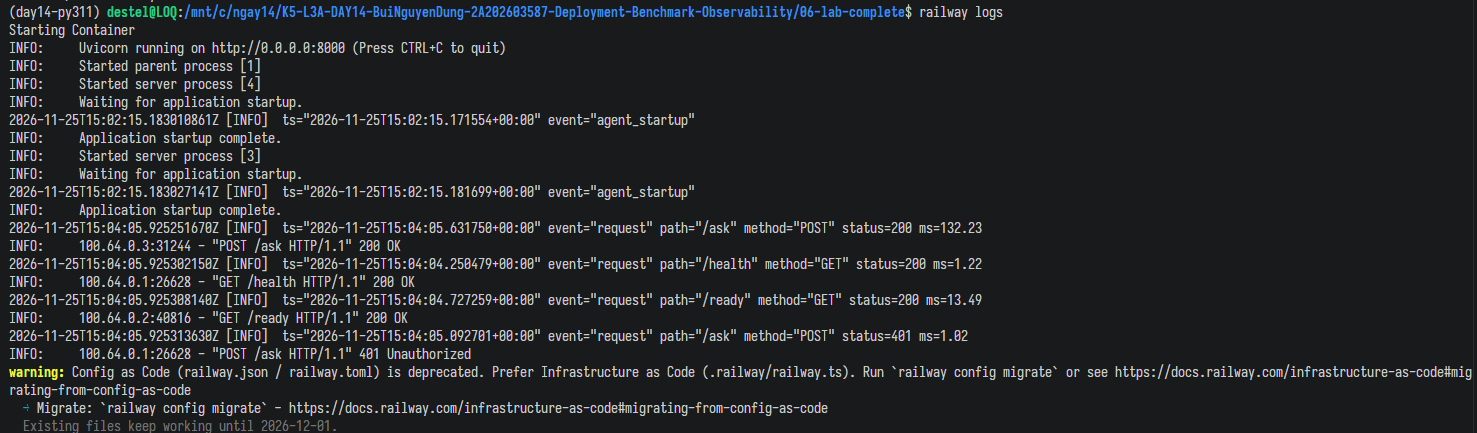 (day14-py311) destel@LOQ:/mnt/c/ngay14/K5-L3A-DAY14-BuiNguyenDung-2A202603587-Deployment-Benchmark-Observability/06-lab-complete$ railway logs
Starting Container
INFO:     Uvicorn running on http://0.0.0.0:8000 (Press CTRL+C to quit)
INFO:     Started parent process [1]
INFO:     Started server process [4]
INFO:     Waiting for application startup.
2026-11-25T15:02:15.183010861Z [INFO]  ts="2026-11-25T15:02:15.171554+00:00" event="agent_startup"
INFO:     Application startup complete.
INFO:     Started server process [3]
INFO:     Waiting for application startup.
2026-11-25T15:02:15.183027141Z [INFO]  ts="2026-11-25T15:02:15.181699+00:00" event="agent_startup"
INFO:     Application startup complete.
2026-11-25T15:04:05.925251670Z [INFO]  ts="2026-11-25T15:04:05.631750+00:00" event="request" path="/ask" method="POST" status=200 ms=132.23
INFO:     100.64.0.3:31244 - "POST /ask HTTP/1.1" 200 OK
2026-11-25T15:04:05.925302150Z [INFO]  ts="2026-11-25T15:04:04.250479+00:00" event="request" path="/health" method="GET" status=200 ms=1.22
INFO:     100.64.0.1:26628 - "GET /health HTTP/1.1" 200 OK
2026-11-25T15:04:05.925308140Z [INFO]  ts="2026-11-25T15:04:04.727259+00:00" event="request" path="/ready" method="GET" status=200 ms=13.49
INFO:     100.64.0.2:40816 - "GET /ready HTTP/1.1" 200 OK
2026-11-25T15:04:05.925313630Z [INFO]  ts="2026-11-25T15:04:05.092701+00:00" event="request" path="/ask" method="POST" status=401 ms=1.02
INFO:     100.64.0.1:26628 - "POST /ask HTTP/1.1" 401 Unauthorized
warning: Config as Code (railway.json / railway.toml) is deprecated. Prefer Infrastructure as Code (.railway/railway.ts). Run `railway config migrate` or see https://docs.railway.com/infrastructure-as-code#mig
rating-from-config-as-code
→ Migrate: `railway config migrate` - https://docs.railway.com/infrastructure-as-code#migrating-from-config-as-code
Existing files keep working until 2026-12-01.